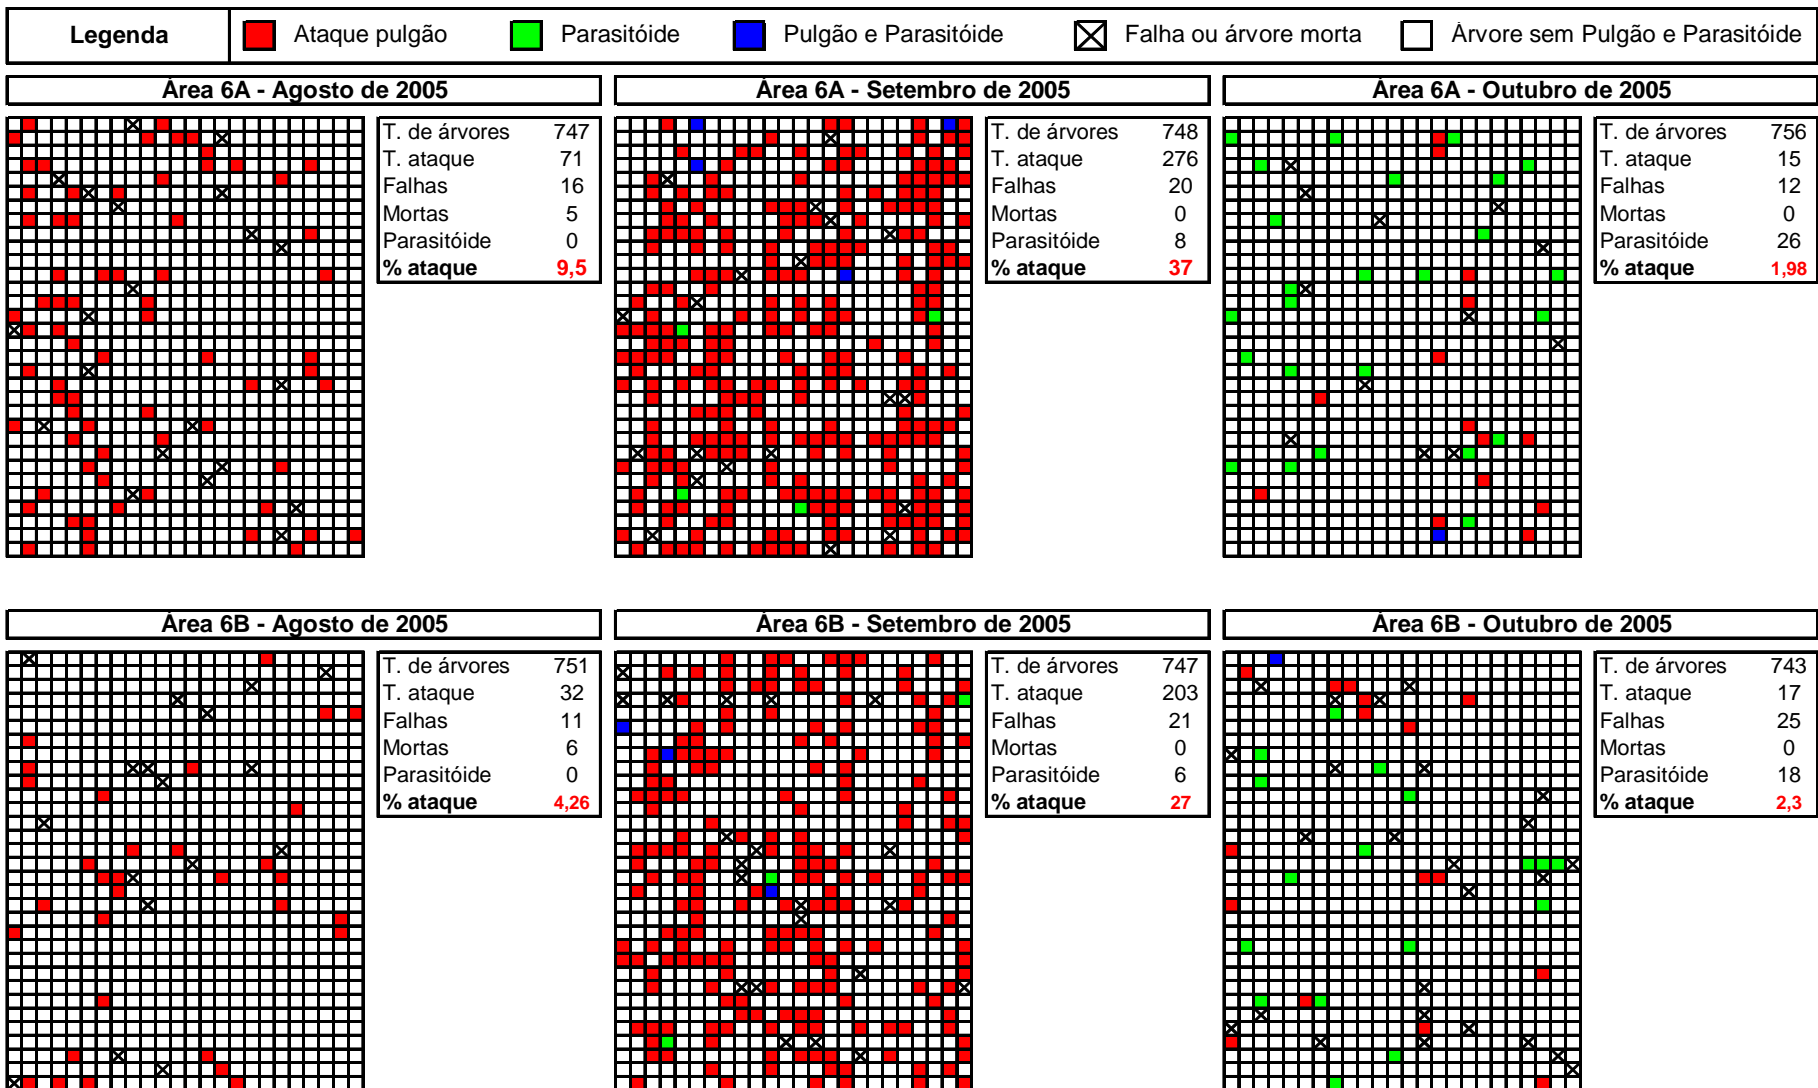 Legenda
Ataque pulgão
Parasitóide
Pulgão e Parasitóide
Falha ou árvore morta
Árvore sem Pulgão e Parasitóide
Área 6A - Agosto de 2005
T. de árvores 747
T. ataque 71
Falhas 16
Mortas 5
Parasitóide 0
% ataque 9,5
Área 6A - Setembro de 2005
T. de árvores 748
T. ataque 276
Falhas 20
Mortas 0
Parasitóide 8
% ataque 37
Área 6A - Outubro de 2005
T. de árvores 756
T. ataque 15
Falhas 12
Mortas 0
Parasitóide 26
% ataque 1,98
Área 6B - Agosto de 2005
T. de árvores 751
T. ataque 32
Falhas 11
Mortas 6
Parasitóide 0
% ataque 4,26
Área 6B - Setembro de 2005
T. de árvores 747
T. ataque 203
Falhas 21
Mortas 0
Parasitóide 6
% ataque 27
Área 6B - Outubro de 2005
T. de árvores 743
T. ataque 17
Falhas 25
Mortas 0
Parasitóide 18
% ataque 2,3